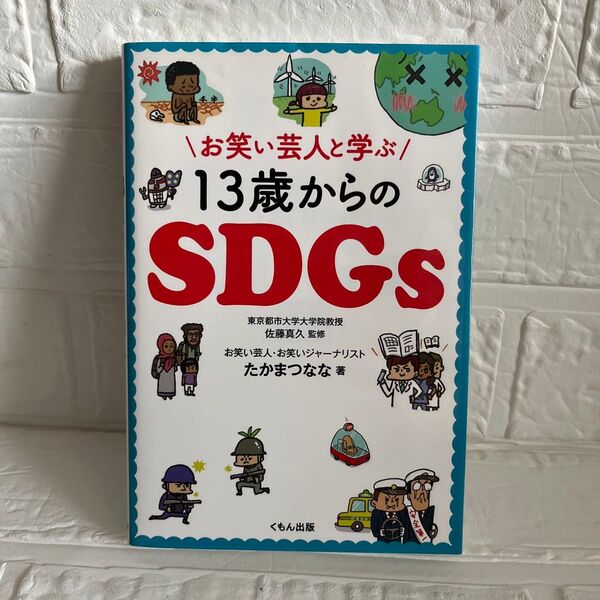 お笑い芸人と学ぶ
13歳からの
SDGs
東京都市大学大学院教授
佐藤真久 監修
お笑い芸人・お笑いジャーナリスト
たかまつなな 著
くもん出版